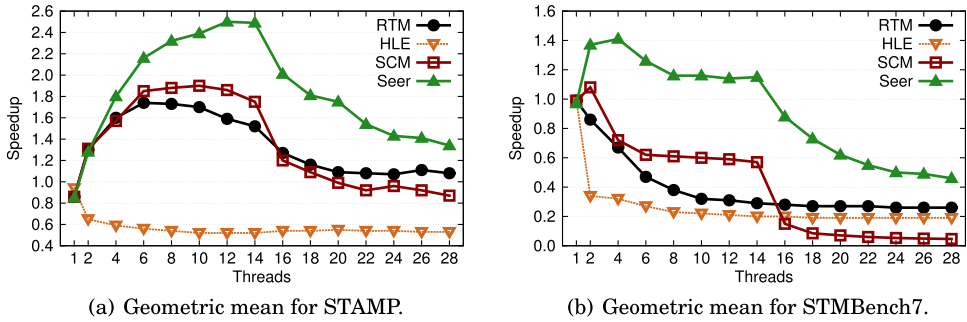 2.6
2.4
2.2
2.0
1.8
1.6
1.4
1.2
1.0
0.8
0.6
0.4
Speedup
RTM
HLE
SCM
Seer
1 2 4 6 8 10 12 14 16 18 20 22 24 26 28
Threads
(a) Geometric mean for STAMP.
1.6
1.4
1.2
1.0
0.8
0.6
0.4
0.2
0.0
Speedup
RTM
HLE
SCM
Seer
1 2 4 6 8 10 12 14 16 18 20 22 24 26 28
Threads
(b) Geometric mean for STMBench7.